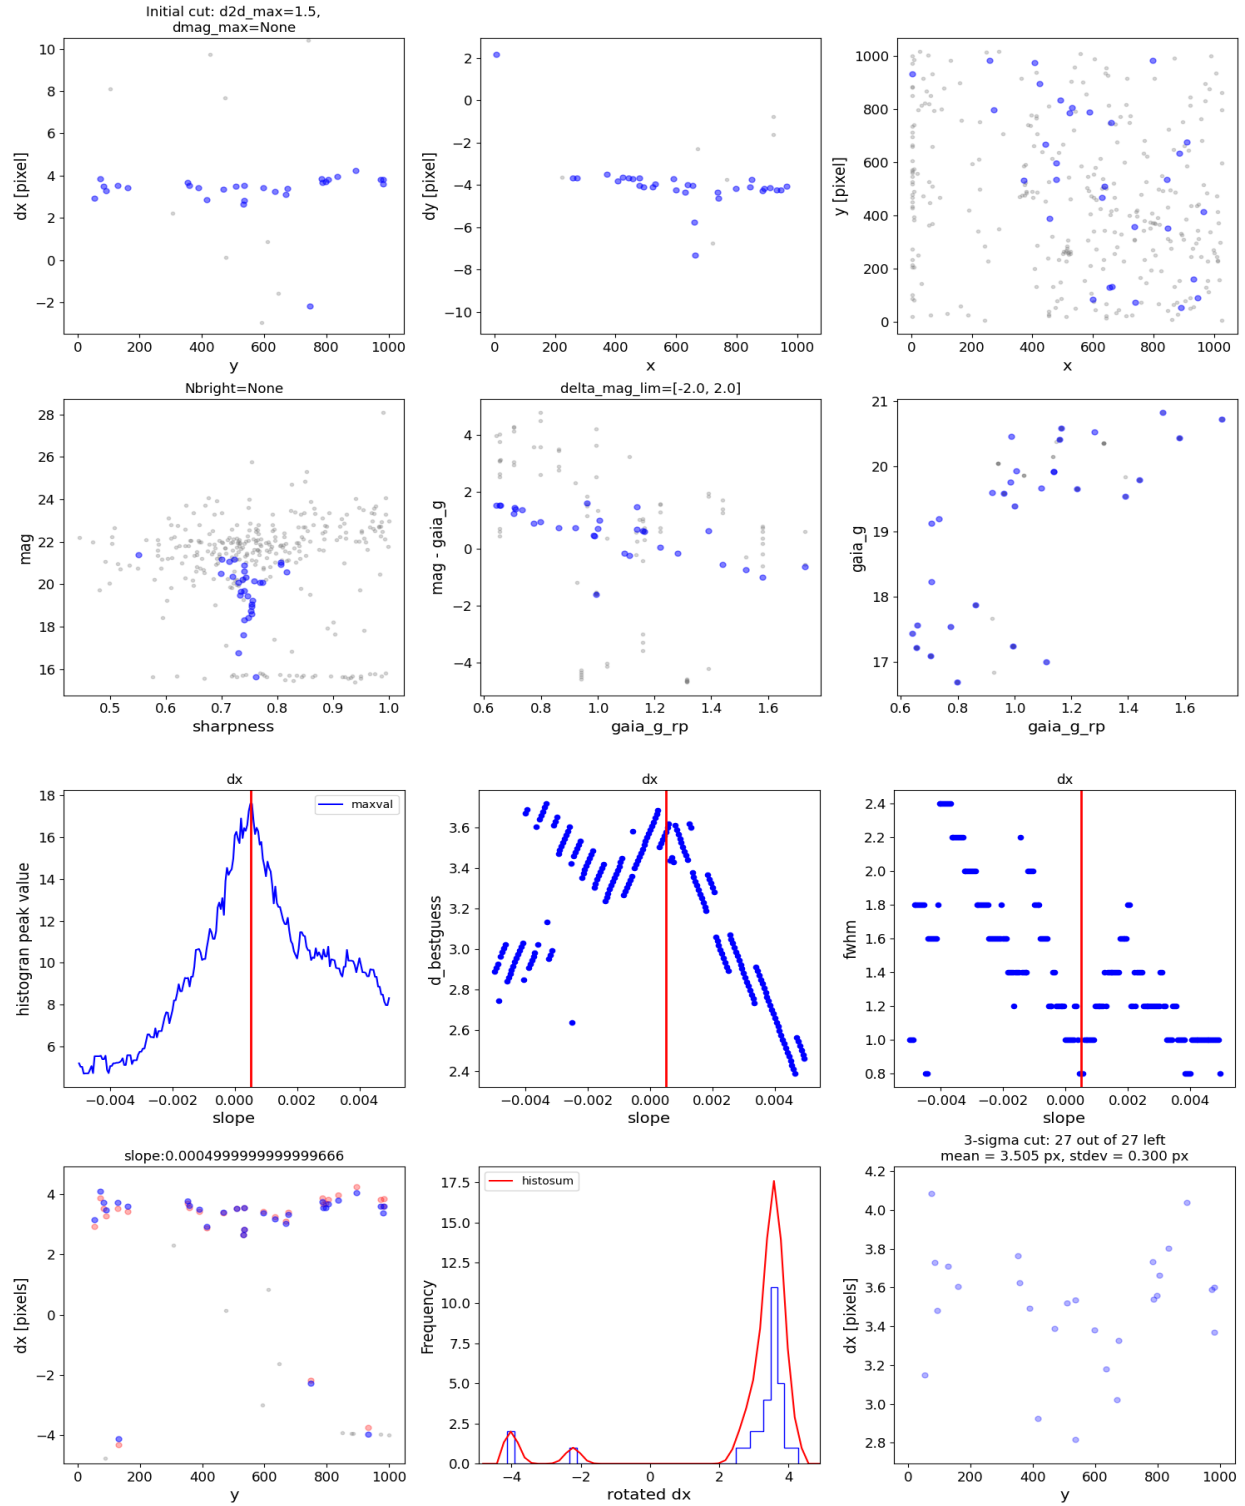 Initial cut: d2d_max=1.5,
dmag_max=None
10
8
6
4
2
0
−2
dx [pixel]
0 200 400 600 800 1000
y
2
0
−2
−4
−6
−8
−10
dy [pixel]
0 200 400 600 800 1000
x
1000
800
600
400
200
0
y [pixel]
0 200 400 600 800 1000
x
Nbright=None
28
26
24
22
20
18
16
mag
0.5 0.6 0.7 0.8 0.9 1.0
sharpness
delta_mag_lim=[-2.0, 2.0]
4
2
0
−2
−4
mag - gaia_g
0.6 0.8 1.0 1.2 1.4 1.6
gaia_g_rp
21
20
19
18
17
gaia_g
0.6 0.8 1.0 1.2 1.4 1.6
gaia_g_rp
dx
18
16
14
12
10
8
6
histogran peak value
maxval
−0.004 −0.002 0.000 0.002 0.004
slope
dx
3.6
3.4
3.2
3.0
2.8
2.6
2.4
d_bestguess
−0.004 −0.002 0.000 0.002 0.004
slope
dx
2.4
2.2
2.0
1.8
1.6
1.4
1.2
1.0
0.8
fwhm
−0.004 −0.002 0.000 0.002 0.004
slope
slope:0.0004999999999999666
4
2
0
−2
−4
dx [pixels]
0 200 400 600 800 1000
y
17.5
15.0
12.5
10.0
7.5
5.0
2.5
0.0
Frequency
histosum
−4 −2 0 2 4
rotated dx
3-sigma cut: 27 out of 27 left
mean = 3.505 px, stdev = 0.300 px
4.2
4.0
3.8
3.6
3.4
3.2
3.0
2.8
dx [pixels]
0 200 400 600 800 1000
y